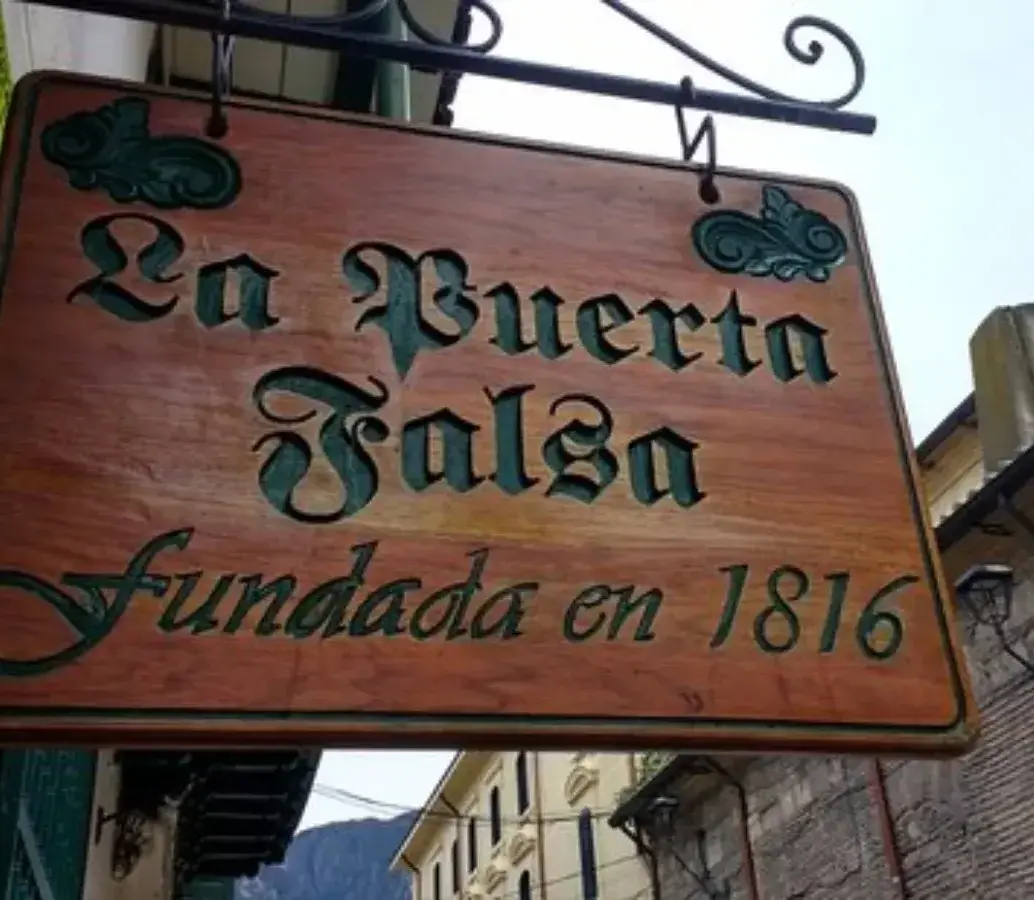 La Puerta
Falsa
fundada en 1816